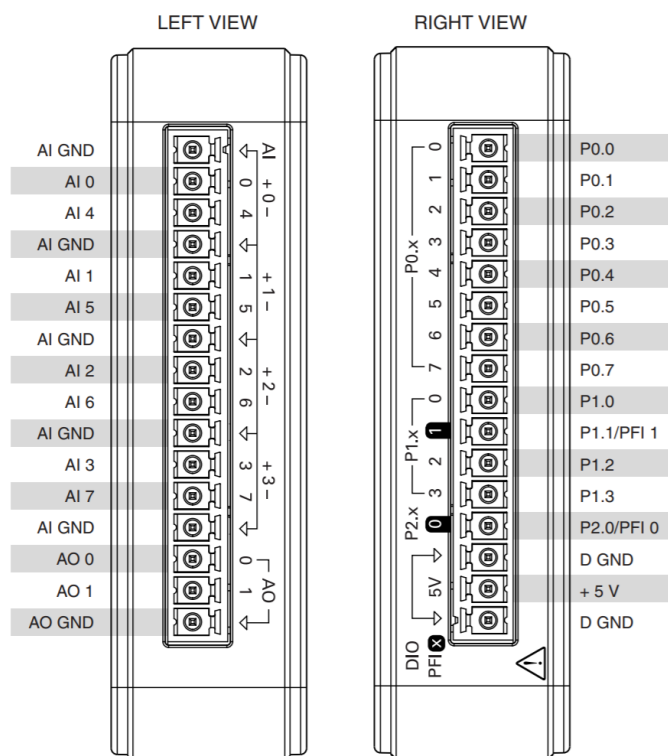 LEFT VIEW
RIGHT VIEW
AI GND
AI 0
AI 4
AI GND
AI 1
AI 5
AI GND
AI 2
AI 6
AI GND
AI 3
AI 7
AI GND
AO 0
AO 1
AO GND
AI
0 + 0 -
4
1 + 1 -
5
2 + 2 -
6
3 + 3 -
7
0 AO
1
P0.x
0
1
2
3
4
5
6
7
P1.x
0
1
2
3
P2.x
0
5V
DIO
PFI X
P0.0
P0.1
P0.2
P0.3
P0.4
P0.5
P0.6
P0.7
P1.0
P1.1/PFI 1
P1.2
P1.3
P2.0/PFI 0
D GND
+ 5 V
D GND